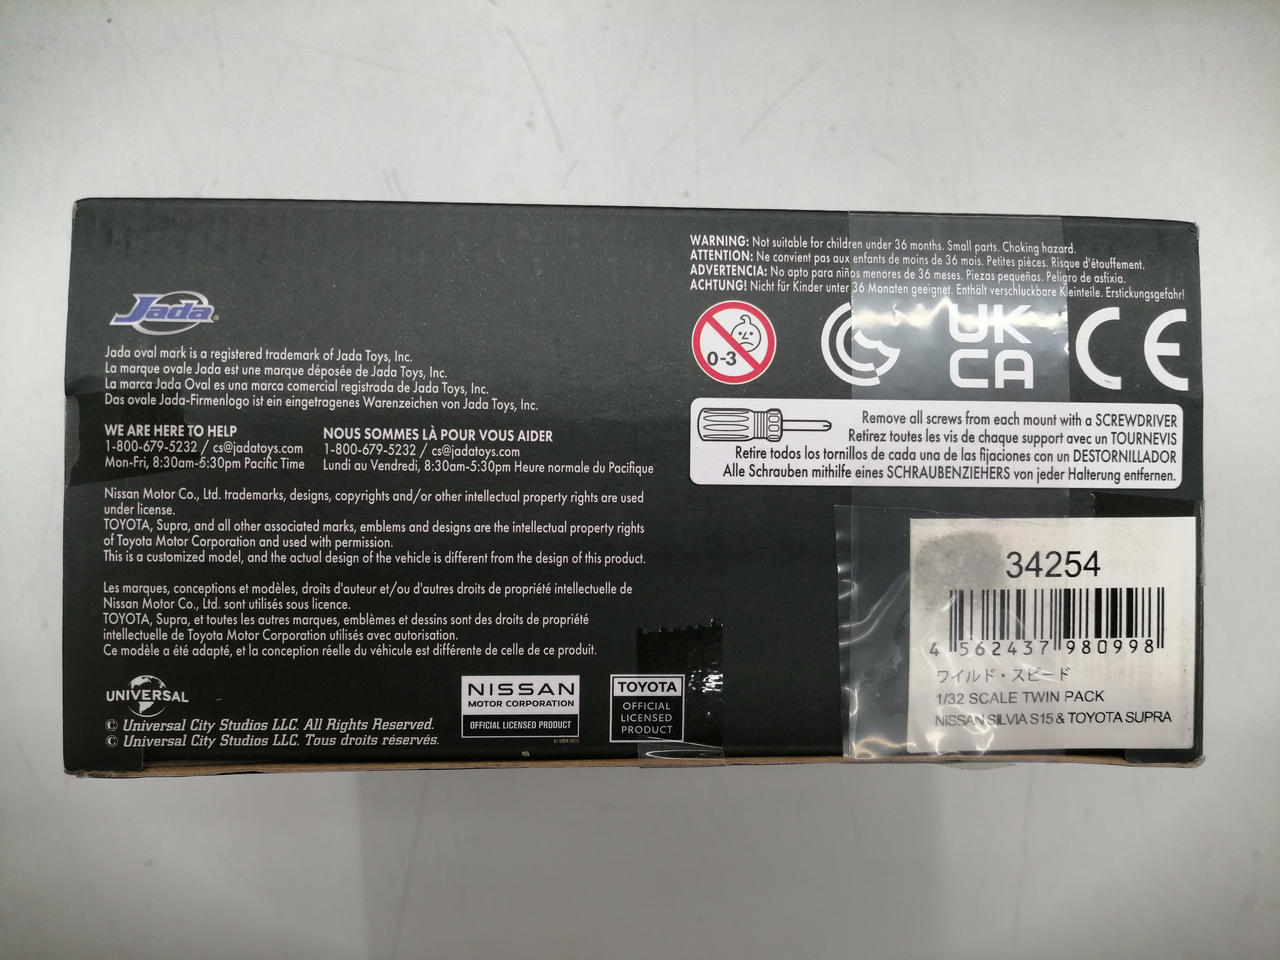 Jada®
Jada oval mark is a registered trademark of Jada Toys, Inc.
La marque ovale Jada est une marque déposée de Jada Toys, Inc.
La marca Jada Oval es una marca comercial registrada de Jada Toys, Inc.
Das ovale Jada-Firmenlogo ist ein eingetragenes Warenzeichen von Jada Toys, Inc.
WE ARE HERE TO HELP
1-800-679-5232 / cs@jadatoys.com
Mon-Fri, 8:30am-5:30pm Pacific Time
NOUS SOMMES LÀ POUR VOUS AIDER
1-800-679-5232 / cs@jadatoys.com
Lundi au Vendredi, 8:30am-5:30pm Heure normale du Pacifique
Nissan Motor Co., Ltd. trademarks, designs, copyrights and/or other intellectual property rights are used
under license.
TOYOTA, Supra, and all other associated marks, emblems and designs are the intellectual property rights
of Toyota Motor Corporation and used with permission.
This is a customized model, and the actual design of the vehicle is different from the design of this product.
Les marques, conceptions et modèles, droits d'auteur et/ou d'autres droits de propriété intellectuelle de
Nissan Motor Co., Ltd. sont utilisés sous licence.
TOYOTA, Supra, et toutes les autres marques, emblèmes et dessins sont des droits de propriété
intellectuelle de Toyota Motor Corporation utilisés avec autorisation.
Ce modèle a été adapté, et la conception réelle du véhicule est différente de celle de ce produit.
UNIVERSAL
© Universal City Studios LLC. All Rights Reserved.
© Universal City Studios LLC. Tous droits réservés.
NISSAN
MOTOR CORPORATION
OFFICIAL LICENSED PRODUCT
TOYOTA
OFFICIAL
LICENSED
PRODUCT
WARNING: Not suitable for children under 36 months. Small parts. Choking hazard.
ATTENTION: Ne convient pas aux enfants de moins de 36 mois. Petites pièces. Risque d'étouffement.
ADVERTENCIA: No apto para niños menores de 36 meses. Piezas pequeñas. Peligro de asfixia.
ACHTUNG! Nicht für Kinder unter 36 Monaten geeignet. Enthält verschluckbare Kleinteile. Erstickungsgefahr!
0-3
UK
CA
CE
Remove all screws from each mount with a SCREWDRIVER
Retirez toutes les vis de chaque support avec un TOURNEVIS
Retire todos los tornillos de cada una de las fijaciones con un DESTORNILLADOR
Alle Schrauben mithilfe eines SCHRAUBENZIEHERS von jeder Halterung entfernen.
34254
4 562437 980998
ワイルド・スピード
1/32 SCALE TWIN PACK
NISSAN SILVIA S15 & TOYOTA SUPRA